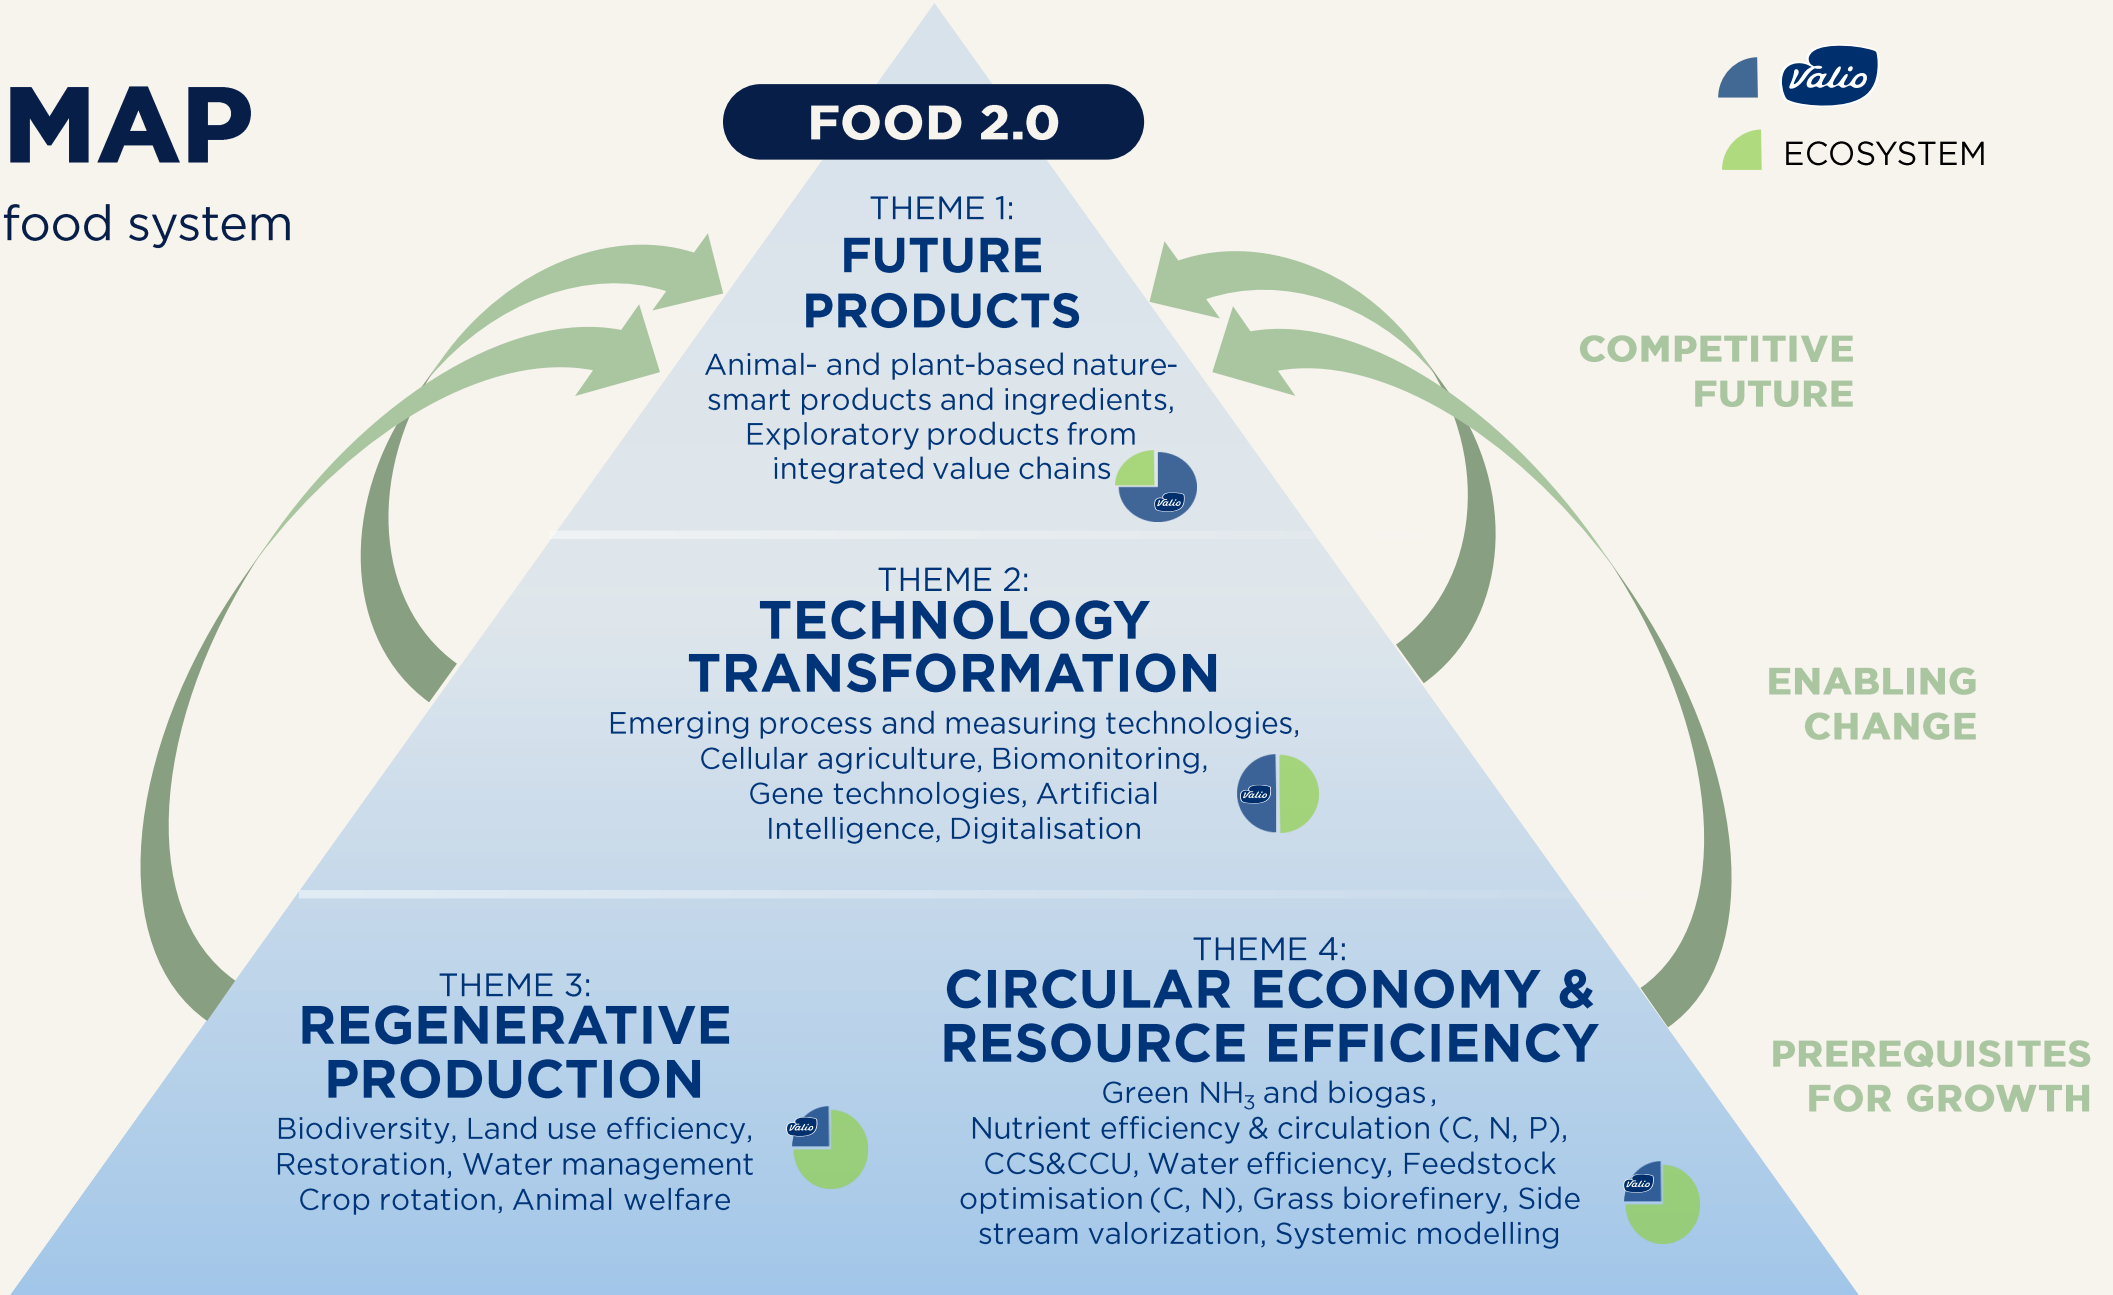 MAP
food system
FOOD 2.0
Valio
ECOSYSTEM
THEME 1:
FUTURE
PRODUCTS
Animal- and plant-based nature-
smart products and ingredients,
Exploratory products from
integrated value chains
Valio
COMPETITIVE
FUTURE
THEME 2:
TECHNOLOGY
TRANSFORMATION
Emerging process and measuring technologies,
Cellular agriculture, Biomonitoring,
Gene technologies, Artificial
Intelligence, Digitalisation
Valio
ENABLING
CHANGE
THEME 3:
REGENERATIVE
PRODUCTION
Biodiversity, Land use efficiency,
Restoration, Water management
Crop rotation, Animal welfare
Valio
THEME 4:
CIRCULAR ECONOMY &
RESOURCE EFFICIENCY
Green NH₃ and biogas,
Nutrient efficiency & circulation (C, N, P),
CCS&CCU, Water efficiency, Feedstock
optimisation (C, N), Grass biorefinery, Side
stream valorization, Systemic modelling
Valio
PREREQUISITES
FOR GROWTH